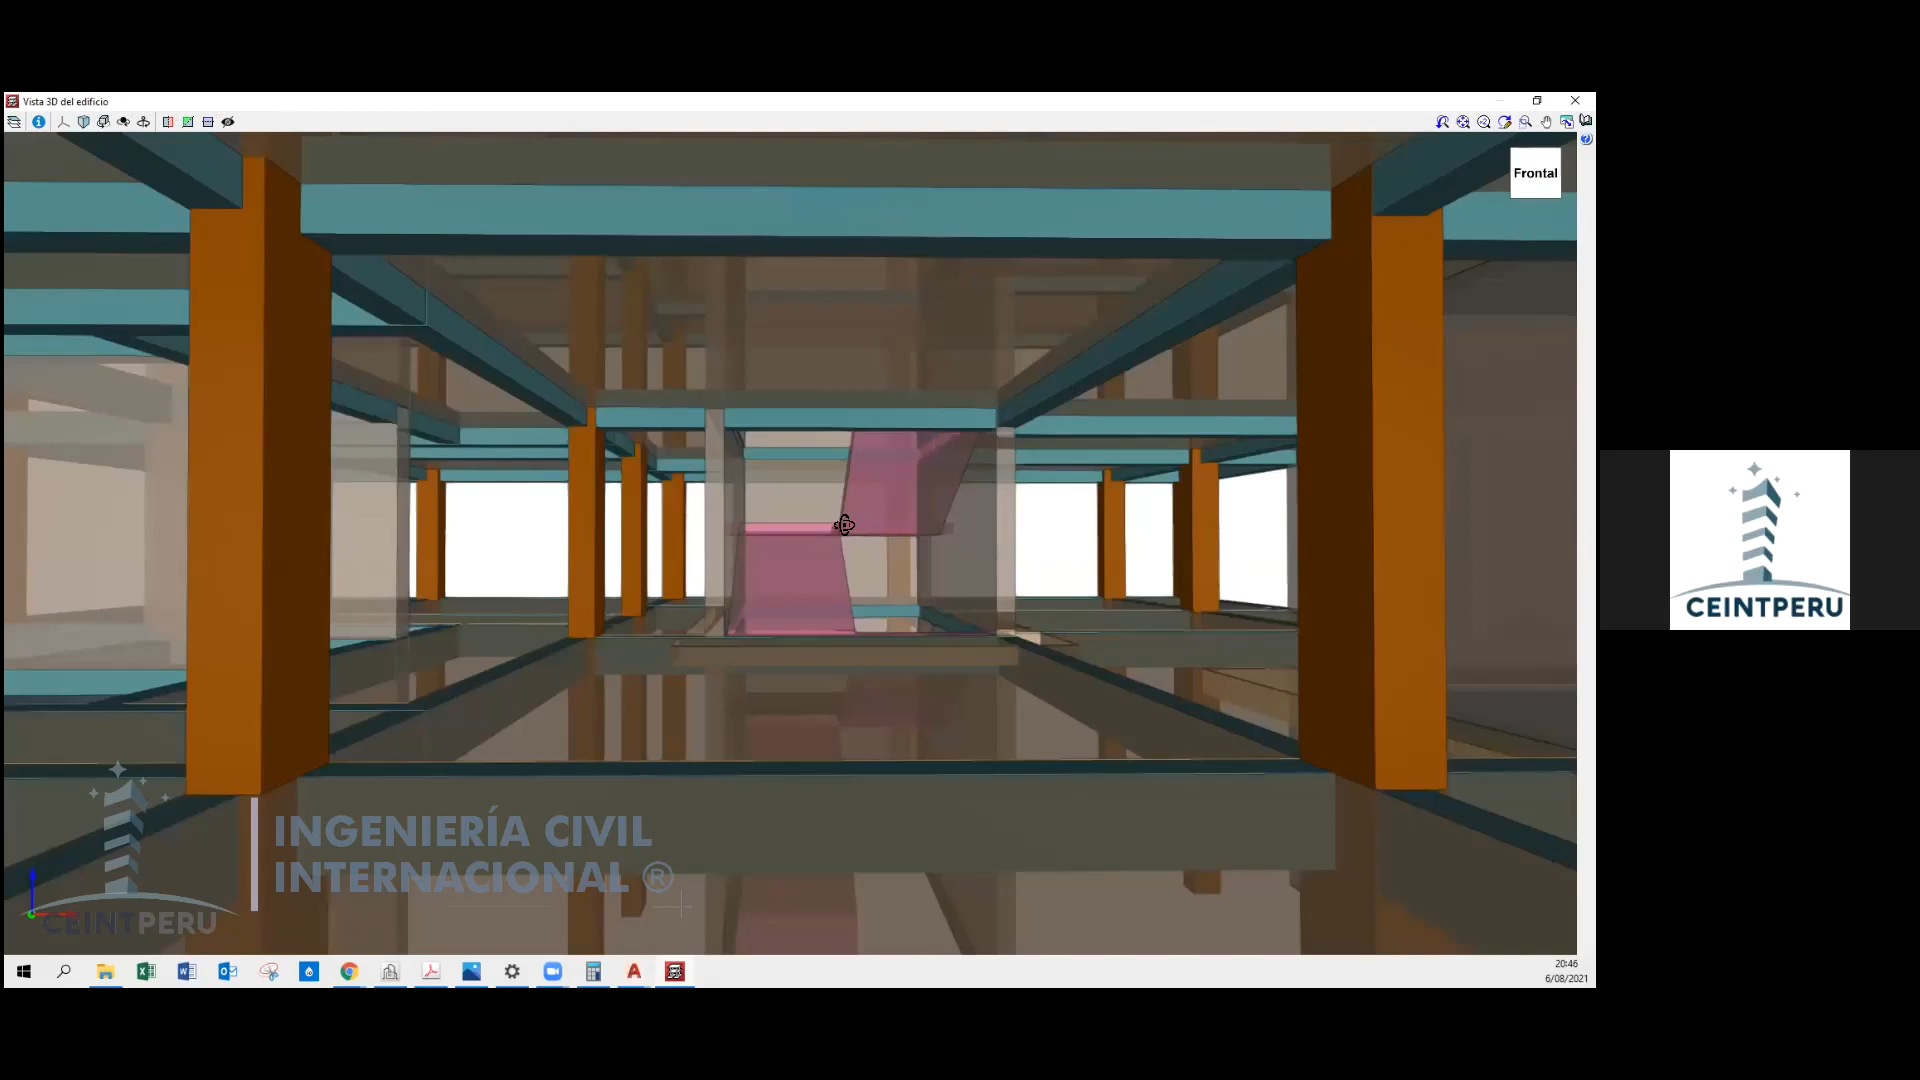 Vista 3D del edificio
Frontal
CEINTPERU
INGENIERÍA CIVIL
INTERNACIONAL ®
CEINTPERU
20:46
6/08/2021